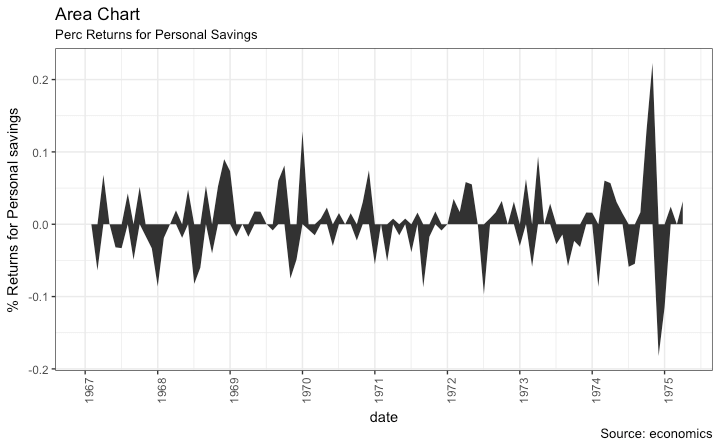 Area Chart
Perc Returns for Personal Savings
% Returns for Personal savings
0.2
0.1
0.0
-0.1
-0.2
1967
1968
1969
1970
1971
1972
1973
1974
1975
date
Source: economics